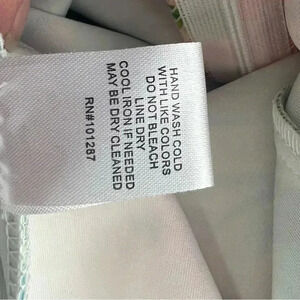 HAND WASH COLD
WITH LIKE COLORS
DO NOT BLEACH
LINE DRY
COOL IRON IF NEEDED
MAY BE DRY CLEANED
RN#101287